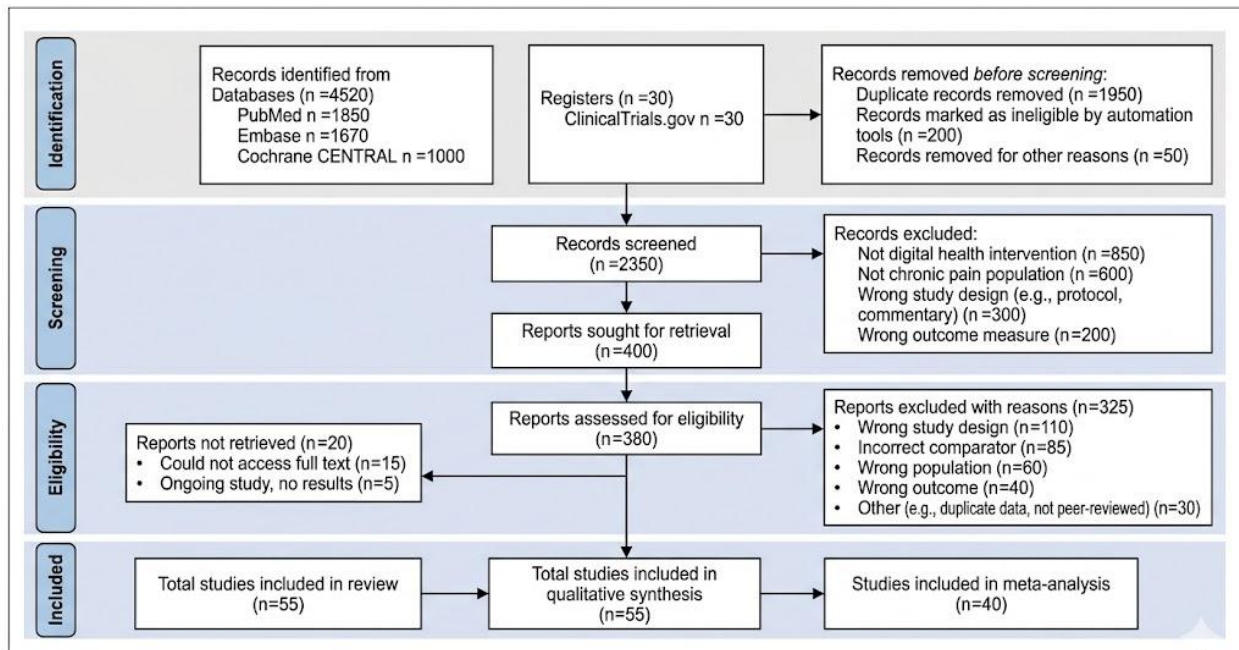 Identification
Records identified from
Databases (n =4520)
PubMed n =1850
Embase n =1670
Cochrane CENTRAL n =1000
Registers (n =30)
ClinicalTrials.gov n =30
Records removed before screening:
Duplicate records removed (n =1950)
Records marked as ineligible by automation
tools (n =200)
Records removed for other reasons (n =50)
Screening
Records screened
(n =2350)
Records excluded:
Not digital health intervention (n =850)
Not chronic pain population (n =600)
Wrong study design (e.g., protocol,
commentary) (n =300)
Wrong outcome measure (n =200)
Reports sought for retrieval
(n=400)
Eligibility
Reports assessed for eligibility
(n=380)
Reports not retrieved (n=20)
• Could not access full text (n=15)
• Ongoing study, no results (n=5)
Reports excluded with reasons (n=325)
• Wrong study design (n=110)
• Incorrect comparator (n=85)
• Wrong population (n=60)
• Wrong outcome (n=40)
• Other (e.g., duplicate data, not peer-reviewed) (n=30)
Included
Total studies included in review
(n=55)
Total studies included in
qualitative synthesis
(n=55)
Studies included in meta-analysis
(n=40)